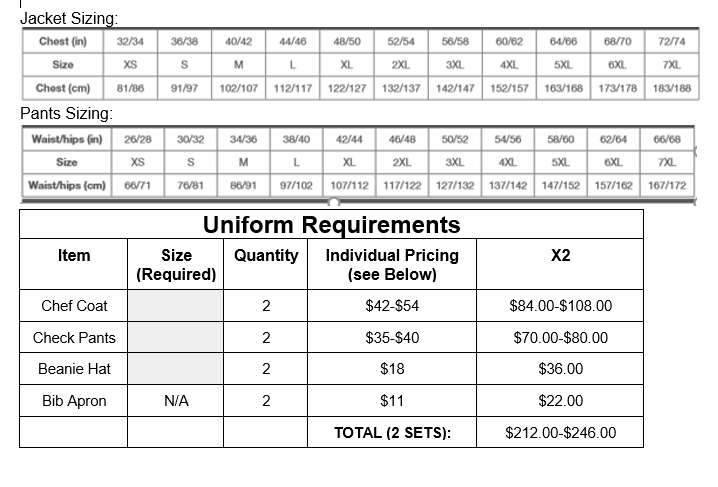 Jacket Sizing:
Chest (in) 32/34 36/38 40/42 44/46 48/50 52/54 56/58 60/62 64/66 68/70 72/74
Size XS S M L XL 2XL 3XL 4XL 5XL 6XL 7XL
Chest (cm) 81/86 91/97 102/107 112/117 122/127 132/137 142/147 152/157 163/168 173/178 183/188
Pants Sizing:
Waist/hips (in) 26/28 30/32 34/36 38/40 42/44 46/48 50/52 54/56 58/60 62/64 66/68
Size XS S M L XL 2XL 3XL 4XL 5XL 6XL 7XL
Waist/hips (cm) 66/71 76/81 86/91 97/102 107/112 117/122 127/132 137/142 147/152 157/162 167/172
Uniform Requirements
Item Size Quantity Individual Pricing X2
(Required) (see Below)
Chef Coat 2 $42-$54 $84.00-$108.00
Check Pants 2 $35-$40 $70.00-$80.00
Beanie Hat 2 $18 $36.00
Bib Apron N/A 2 $11 $22.00
TOTAL (2 SETS): $212.00-$246.00